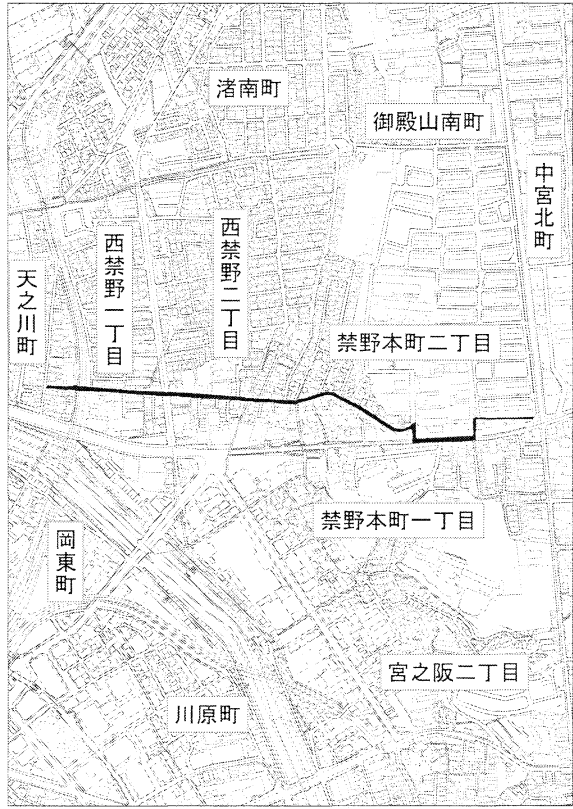 渚南町
御殿山南町
中宮北町
西禁野二丁目
西禁野一丁目
天之川町
禁野本町二丁目
禁野本町一丁目
岡東町
宮之阪二丁目
川原町